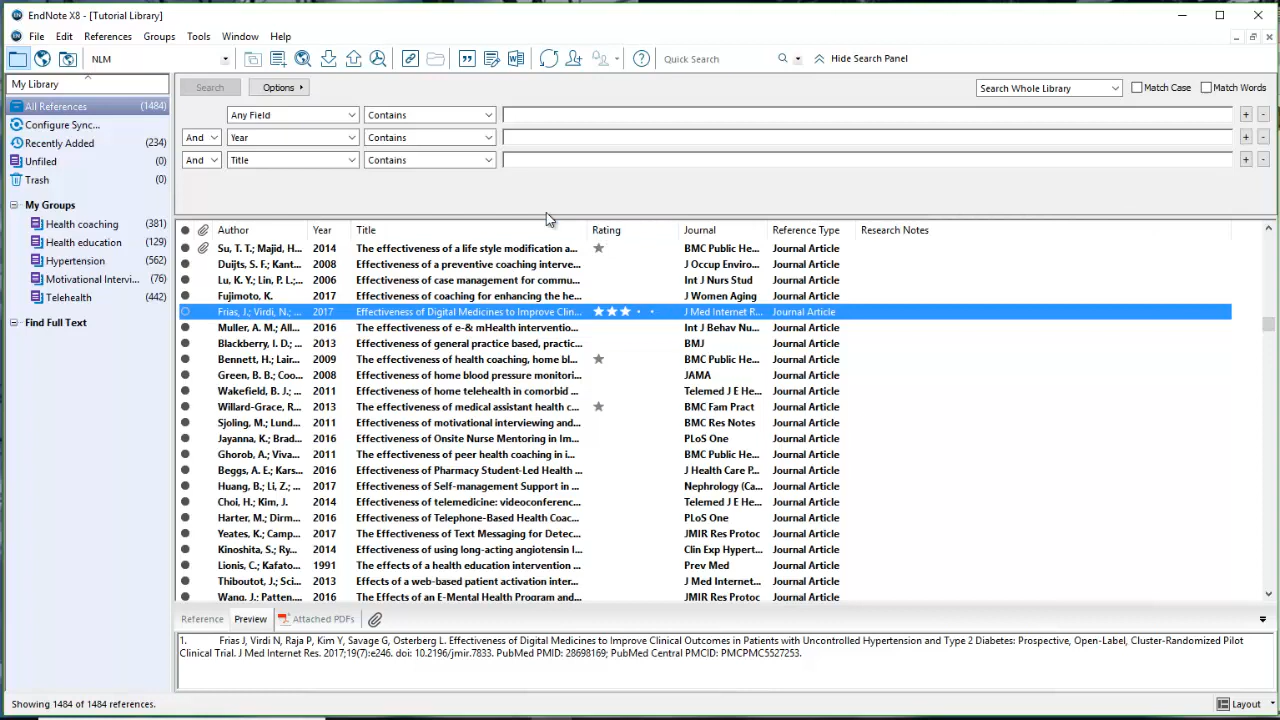 EndNote X8 - [Tutorial Library]
File Edit References Groups Tools Window Help
NLM Quick Search Hide Search Panel
My Library
All References (1484)
Configure Sync...
Recently Added (234)
Unfiled (0)
Trash (0)
My Groups
Health coaching (381)
Health education (129)
Hypertension (562)
Motivational Intervi... (76)
Telehealth (442)
Find Full Text
Search Options Search Whole Library Match Case Match Words
Any Field Contains + -
And Year Contains + -
And Title Contains + -
Author Year Title Rating Journal Reference Type Research Notes
Su, T. T.; Majid, H... 2014 The effectiveness of a life style modification a... BMC Public He... Journal Article
Duijts, S. F.; Kant... 2008 Effectiveness of a preventive coaching interve... J Occup Enviro... Journal Article
Lu, K. Y.; Lin, P. L.;... 2006 Effectiveness of case management for commu... Int J Nurs Stud Journal Article
Fujimoto, K. 2017 Effectiveness of coaching for enhancing the he... J Women Aging Journal Article
Frias, J.; Virdi, N.; ... 2017 Effectiveness of Digital Medicines to Improve Clin... J Med Internet R... Journal Article
Muller, A. M.; All... 2016 The effectiveness of e-& mHealth interventio... Int J Behav Nu... Journal Article
Blackberry, I. D.; ... 2013 Effectiveness of general practice based, practic... BMJ Journal Article
Bennett, H.; Lair... 2009 The effectiveness of health coaching, home bl... BMC Public He... Journal Article
Green, B. B.; Coo... 2008 Effectiveness of home blood pressure monitori... JAMA Journal Article
Wakefield, B. J.; ... 2011 Effectiveness of home telehealth in comorbid ... Telemed J E He... Journal Article
Willard-Grace, R... 2013 The effectiveness of medical assistant health c... BMC Fam Pract Journal Article
Sjoling, M.; Lund... 2011 Effectiveness of motivational interviewing and... BMC Res Notes Journal Article
Jayanna, K.; Brad... 2016 Effectiveness of Onsite Nurse Mentoring in Im... PLoS One Journal Article
Ghorob, A.; Viva... 2011 Effectiveness of peer health coaching in i... BMC Public He... Journal Article
Beggs, A. E.; Kars... 2016 Effectiveness of Pharmacy Student-Led Health ... J Health Care P... Journal Article
Huang, B.; Li, Z.; ... 2017 Effectiveness of Self-management Support in ... Nephrology (Ca... Journal Article
Choi, H.; Kim, J. 2014 Effectiveness of telemedicine: videoconferenc... Telemed J E He... Journal Article
Harter, M.; Dirm... 2016 Effectiveness of Telephone-Based Health Coac... PLoS One Journal Article
Yeates, K.; Camp... 2017 The Effectiveness of Text Messaging for Detec... JMIR Res Protoc Journal Article
Kinoshita, S.; Ry... 2014 Effectiveness of using long-acting angiotensin I... Clin Exp Hypert... Journal Article
Lionis, C.; Kafato... 1991 The effects of a health education intervention ... Prev Med Journal Article
Thiboutot, J.; Sci... 2013 Effects of a web-based patient activation inter... J Med Internet... Journal Article
Wang, J.; Patten.... 2016 The Effects of an E-Mental Health Program and... JMIR Res Protoc Journal Article
Reference Preview Attached PDFs
1. Frias J, Virdi N, Raja P, Kim Y, Savage G, Osterberg L. Effectiveness of Digital Medicines to Improve Clinical Outcomes in Patients with Uncontrolled Hypertension and Type 2 Diabetes: Prospective, Open-Label, Cluster-Randomized Pilot
Clinical Trial. J Med Internet Res. 2017;19(7):e246. doi: 10.2196/jmir.7833. PubMed PMID: 28698169; PubMed Central PMCID: PMCPMC5527253.
Showing 1484 of 1484 references. Layout